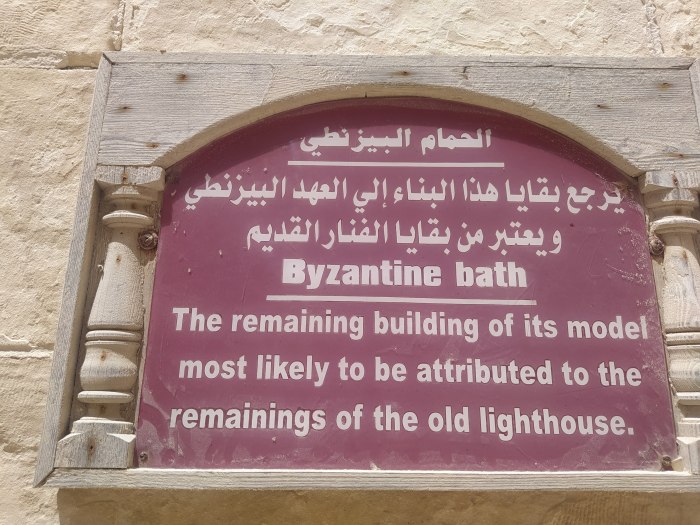 الحمام البيزنطي
يرجع بقايا هذا البناء إلي العهد البيزنطي
و يعتبر من بقايا الفنار القديم
Byzantine bath
The remaining building of its model
most likely to be attributed to the
remainings of the old lighthouse.